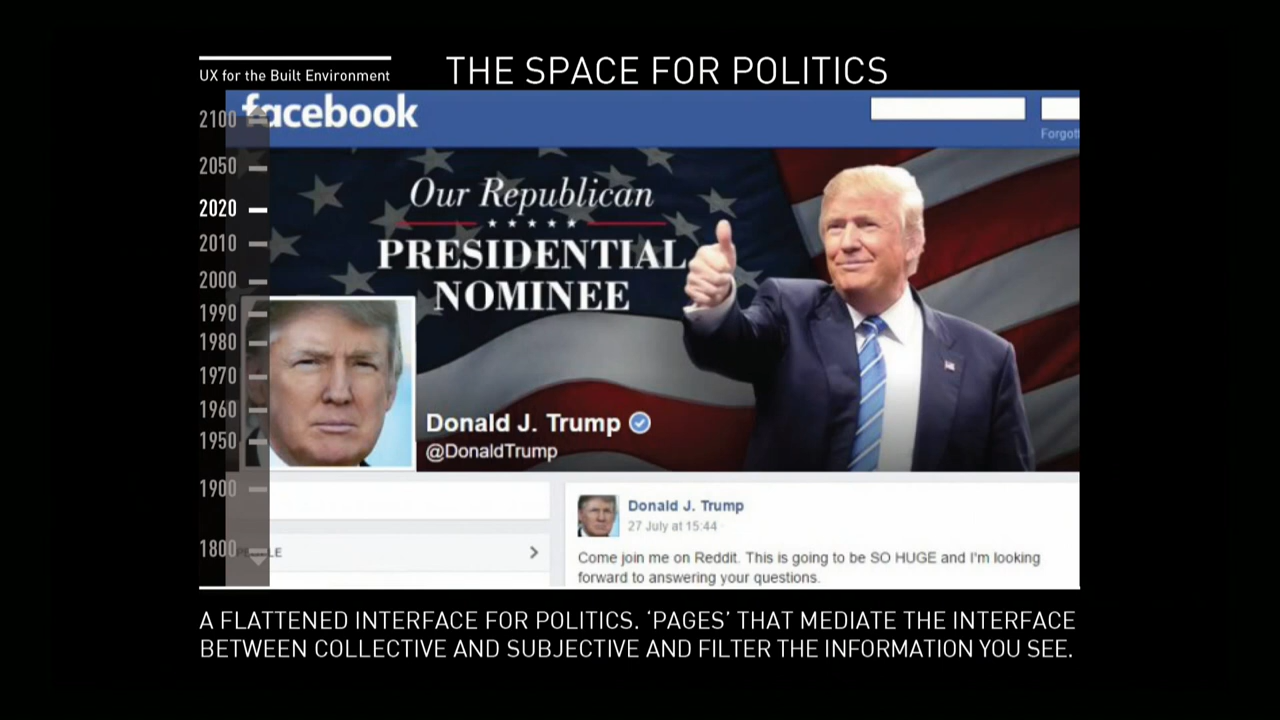 UX for the Built Environment
THE SPACE FOR POLITICS
facebook
2100
2050
2020
2010
2000
1990
1980
1970
1960
1950
1900
1800
Our Republican
PRESIDENTIAL
NOMINEE
Donald J. Trump
@DonaldTrump
Donald J. Trump
27 July at 15:44
Come join me on Reddit. This is going to be SO HUGE and I'm looking
forward to answering your questions.
A FLATTENED INTERFACE FOR POLITICS. ‘PAGES’ THAT MEDIATE THE INTERFACE
BETWEEN COLLECTIVE AND SUBJECTIVE AND FILTER THE INFORMATION YOU SEE.